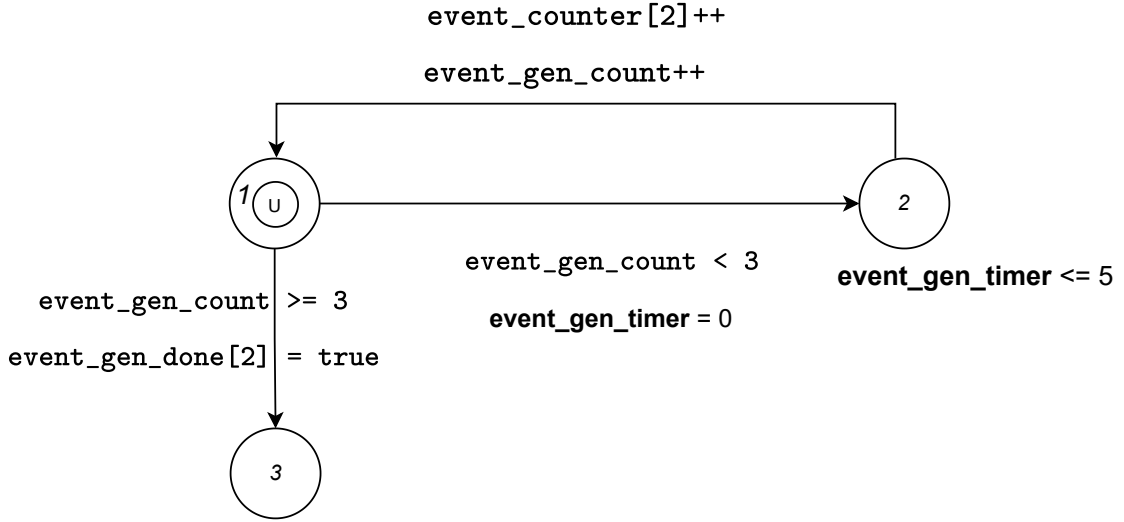 event_counter[2]++
event_gen_count++
1
U
2
event_gen_count < 3
event_gen_timer <= 5
event_gen_count >= 3
event_gen_timer = 0
event_gen_done[2] = true
3